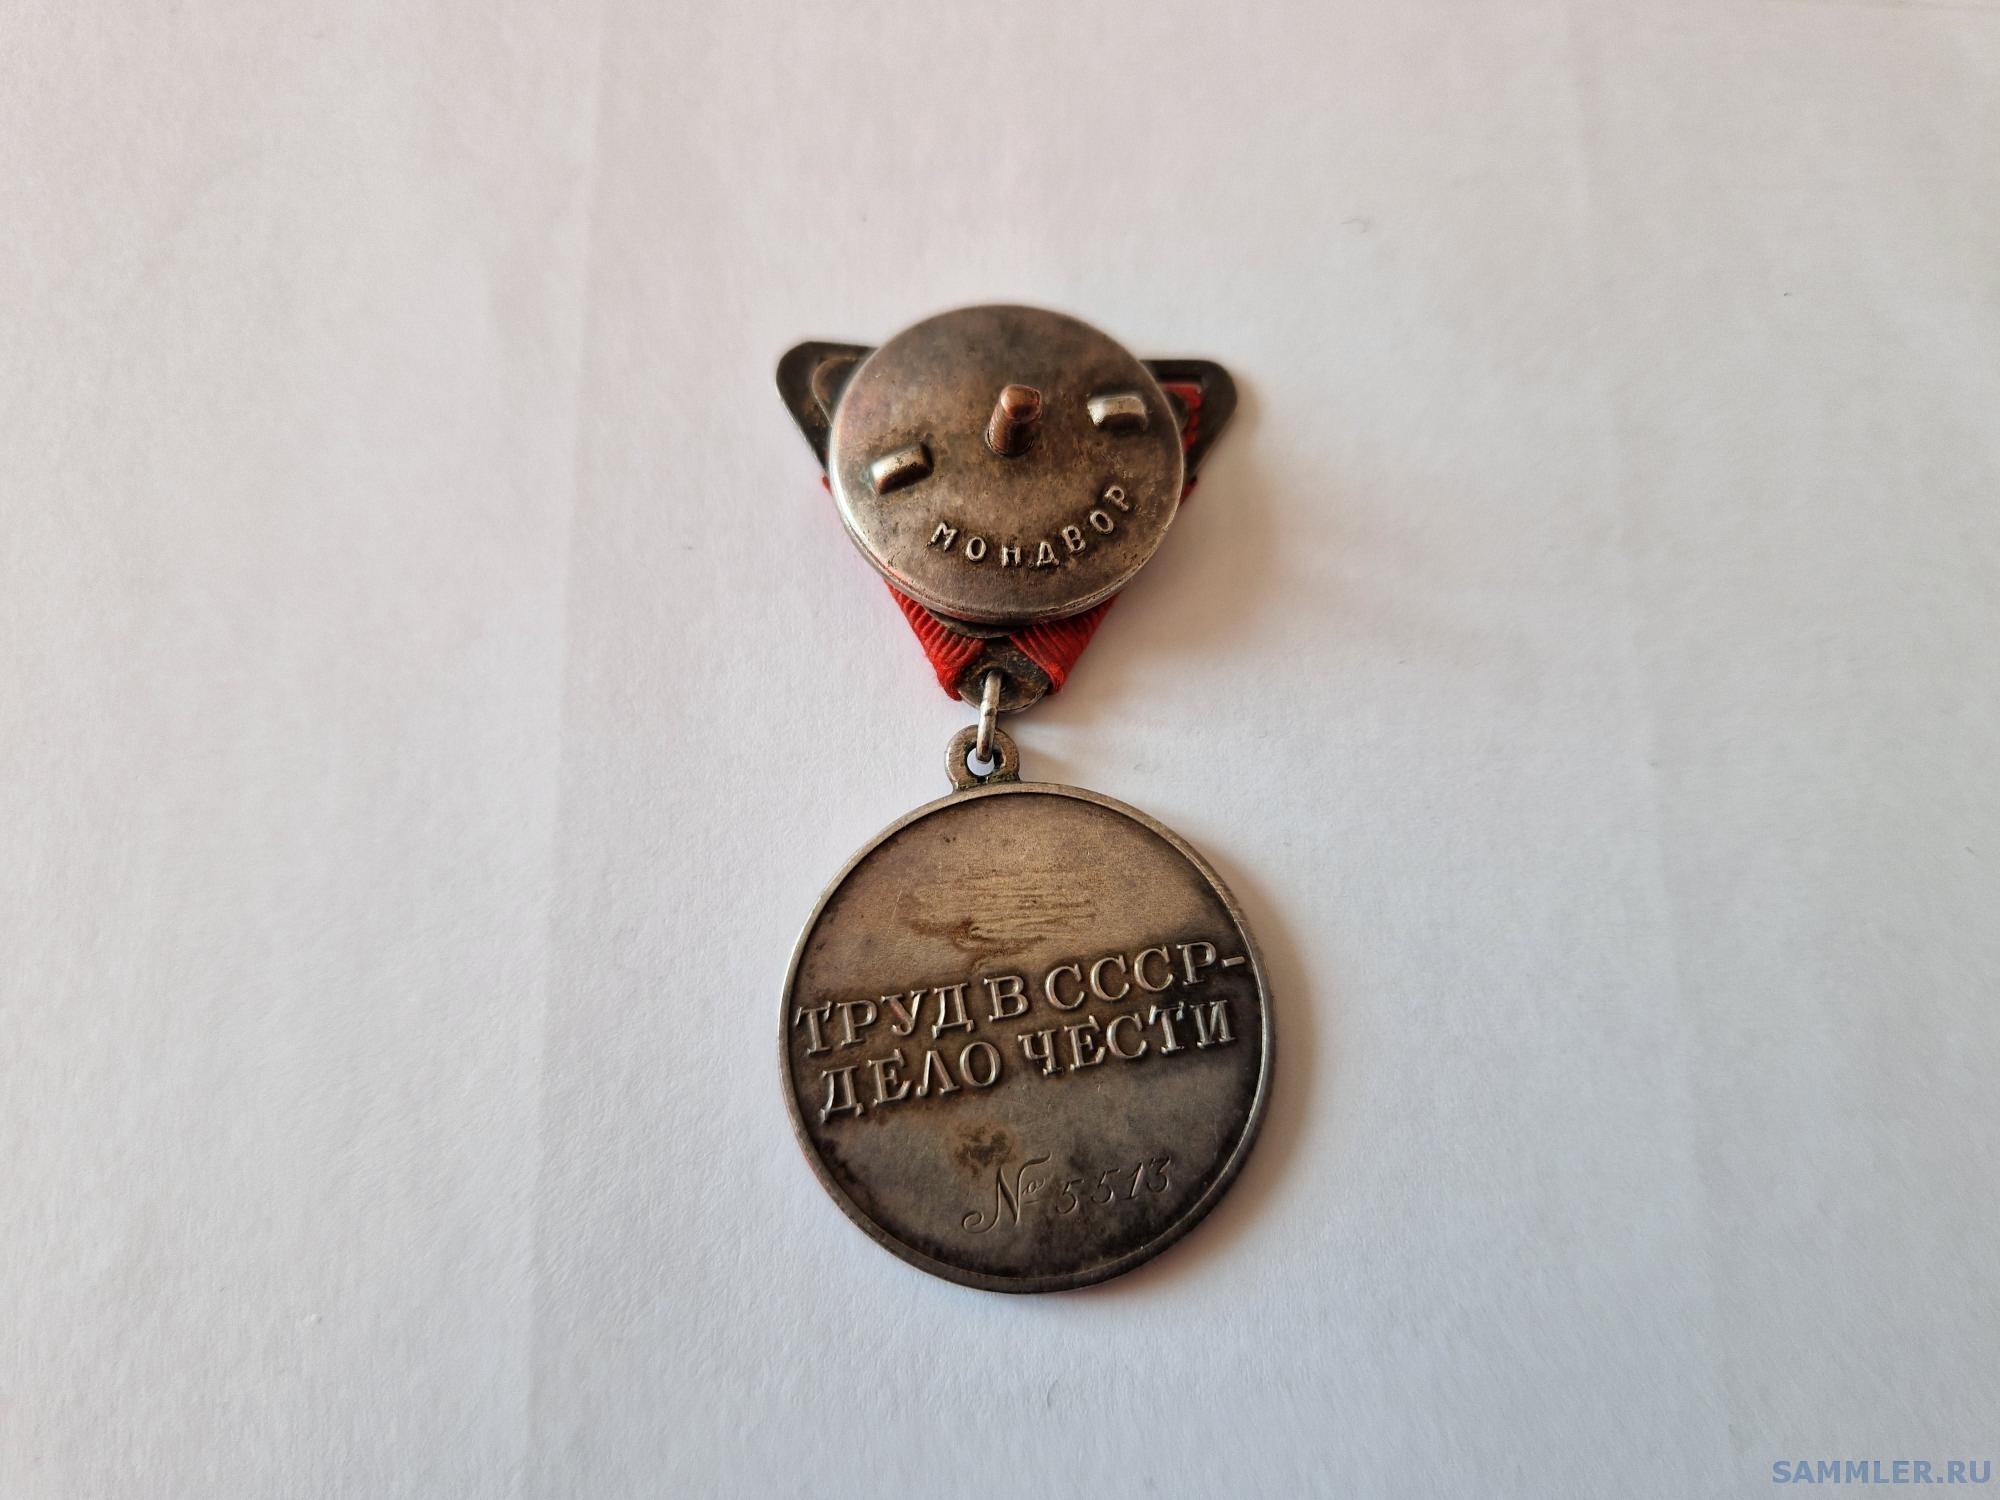 МОНДВОР
ТРУД В СССР-
ДЕЛО ЧЕСТИ
№ 5513
SAMMLER.RU